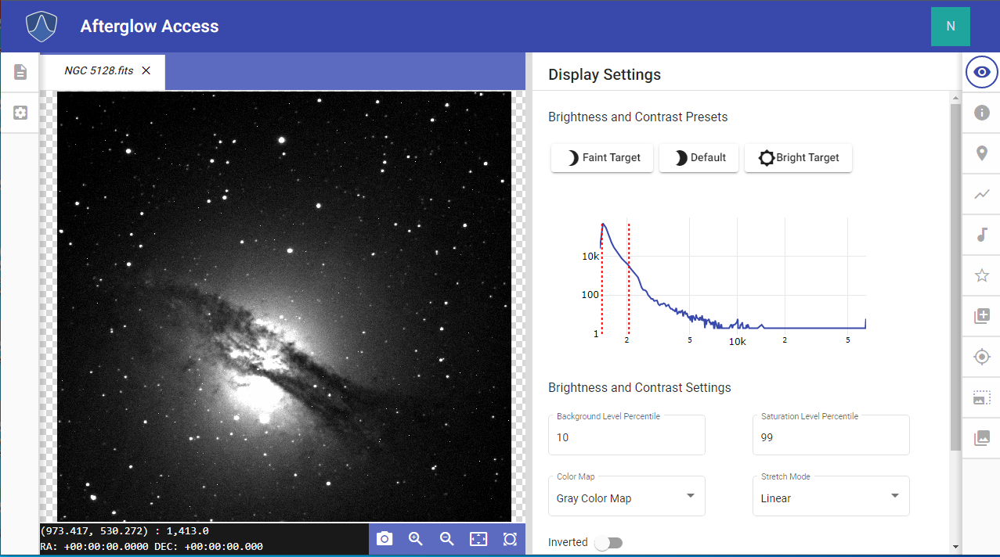 Afterglow Access
N
NGC 5128.fits
Display Settings
Brightness and Contrast Presets
Faint Target
Default
Bright Target
10k
100
1
2
5
10k
2
5
Brightness and Contrast Settings
Background Level Percentile
10
Saturation Level Percentile
99
Color Map
Gray Color Map
Stretch Mode
Linear
Inverted
(973.417, 530.272) : 1,413.0
RA: +00:00:00.0000 DEC: +00:00:00.000